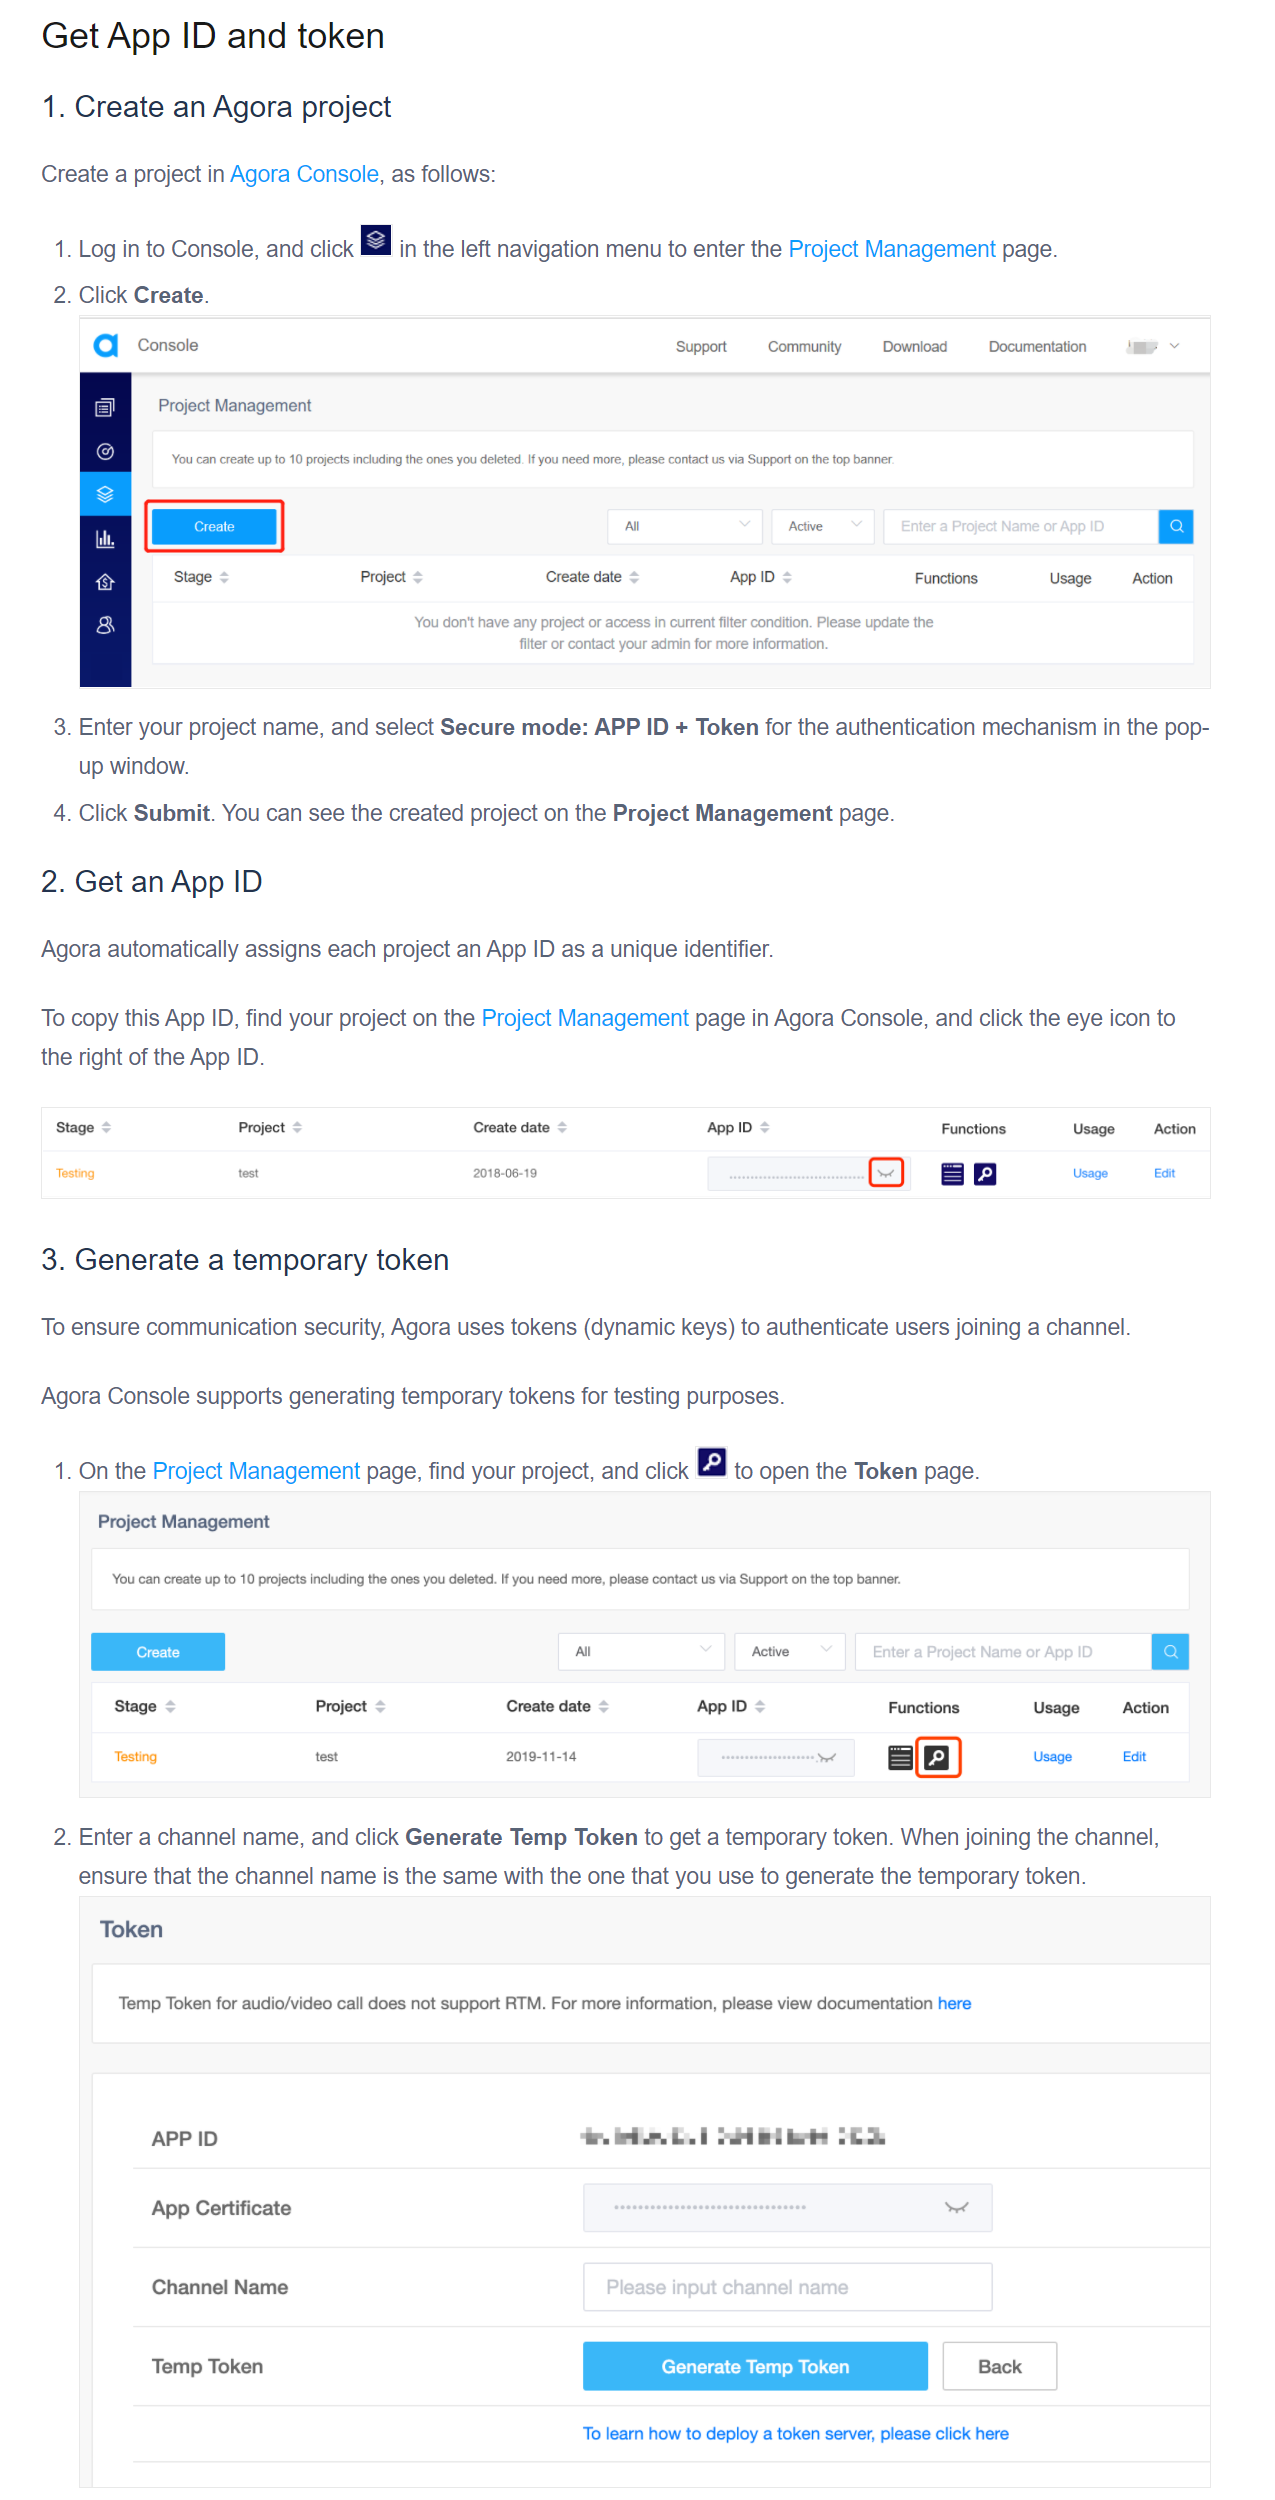 Get App ID and token
1. Create an Agora project
Create a project in Agora Console, as follows:
1. Log in to Console, and click in the left navigation menu to enter the Project Management page.
2. Click Create.
Console Support Community Download Documentation
Project Management
You can create up to 10 projects including the ones you deleted. If you need more, please contact us via Support on the top banner.
Create All Active Enter a Project Name or App ID
Stage Project Create date App ID Functions Usage Action
You don't have any project or access in current filter condition. Please update the
filter or contact your admin for more information.
3. Enter your project name, and select Secure mode: APP ID + Token for the authentication mechanism in the pop-
up window.
4. Click Submit. You can see the created project on the Project Management page.
2. Get an App ID
Agora automatically assigns each project an App ID as a unique identifier.
To copy this App ID, find your project on the Project Management page in Agora Console, and click the eye icon to
the right of the App ID.
Stage Project Create date App ID Functions Usage Action
Testing test 2018-06-19 Usage Edit
3. Generate a temporary token
To ensure communication security, Agora uses tokens (dynamic keys) to authenticate users joining a channel.
Agora Console supports generating temporary tokens for testing purposes.
1. On the Project Management page, find your project, and click to open the Token page.
Project Management
You can create up to 10 projects including the ones you deleted. If you need more, please contact us via Support on the top banner.
Create All Active Enter a Project Name or App ID
Stage Project Create date App ID Functions Usage Action
Testing test 2019-11-14 Usage Edit
2. Enter a channel name, and click Generate Temp Token to get a temporary token. When joining the channel,
ensure that the channel name is the same with the one that you use to generate the temporary token.
Token
Temp Token for audio/video call does not support RTM. For more information, please view documentation here
APP ID
App Certificate
Channel Name Please input channel name
Temp Token Generate Temp Token Back
To learn how to deploy a token server, please click here